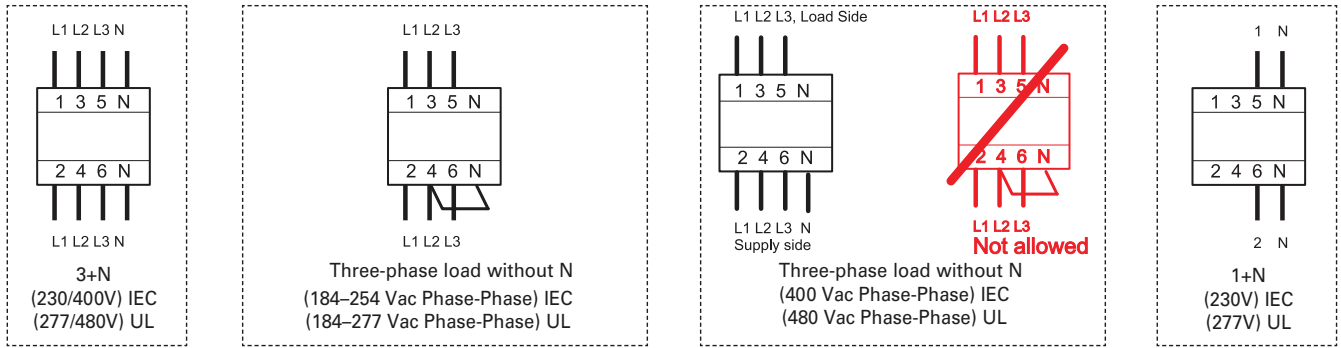 L1 L2 L3 N
1 3 5 N
2 4 6 N
L1 L2 L3 N
3+N
(230/400V) IEC
(277/480V) UL
L1 L2 L3
1 3 5 N
2 4 6 N
L1 L2 L3
Three-phase load without N
(184–254 Vac Phase-Phase) IEC
(184–277 Vac Phase-Phase) UL
L1 L2 L3, Load Side
1 3 5 N
2 4 6 N
L1 L2 L3 N
Supply side
L1 L2 L3
1 3 5 N
2 4 6 N
L1 L2 L3
Not allowed
Three-phase load without N
(400 Vac Phase-Phase) IEC
(480 Vac Phase-Phase) UL
1 N
1 3 5 N
2 4 6 N
2 N
1+N
(230V) IEC
(277V) UL